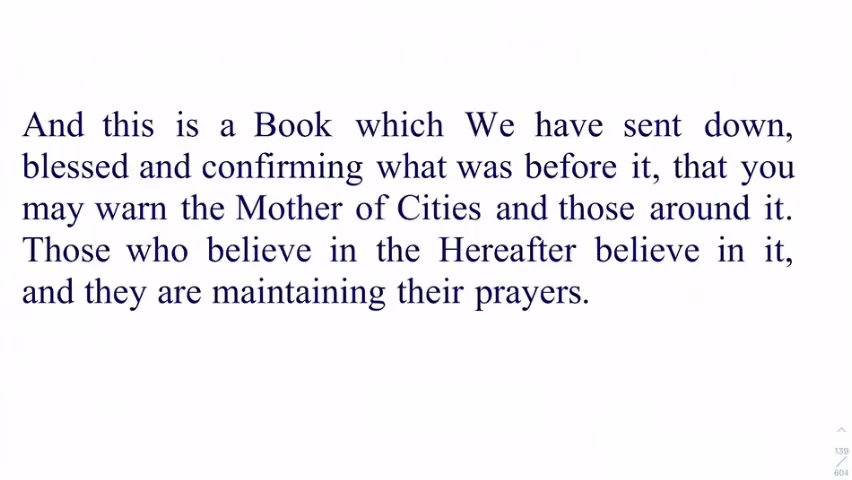 And this is a Book which We have sent down,
blessed and confirming what was before it, that you
may warn the Mother of Cities and those around it.
Those who believe in the Hereafter believe in it,
and they are maintaining their prayers.
139
604